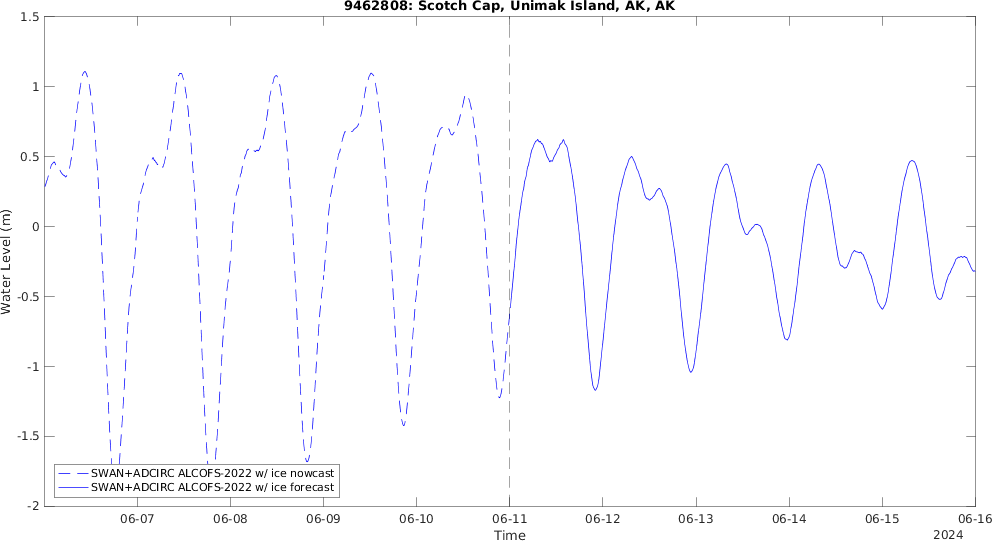 9462808: Scotch Cap, Unimak Island, AK, AK
Water Level (m)
1.5
1
0.5
0
-0.5
-1
-1.5
-2
SWAN+ADCIRC ALCOFS-2022 w/ ice nowcast
SWAN+ADCIRC ALCOFS-2022 w/ ice forecast
06-07 06-08 06-09 06-10 06-11 06-12 06-13 06-14 06-15 06-16
Time
2024